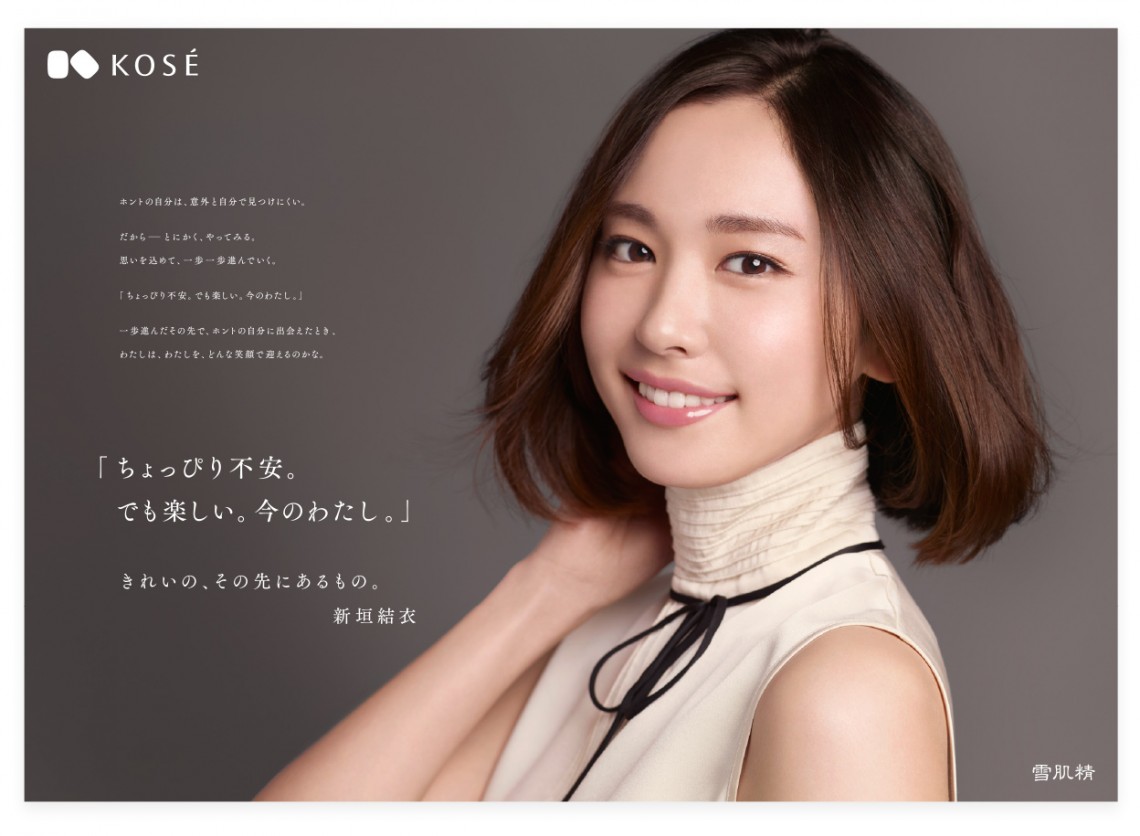 KOSÉ
ホントの自分は、意外と自分で見つけにくい。
だから── とにかく、やってみる。
思いを込めて、一歩一歩進んでいく。
「ちょっぴり不安。でも楽しい。今のわたし。」
一歩進んだその先で、ホントの自分に出会えたとき、
わたしは、わたしを、どんな笑顔で迎えるのかな。
「ちょっぴり不安。
でも楽しい。今のわたし。」
きれいの、その先にあるもの。
新垣結衣
雪肌精